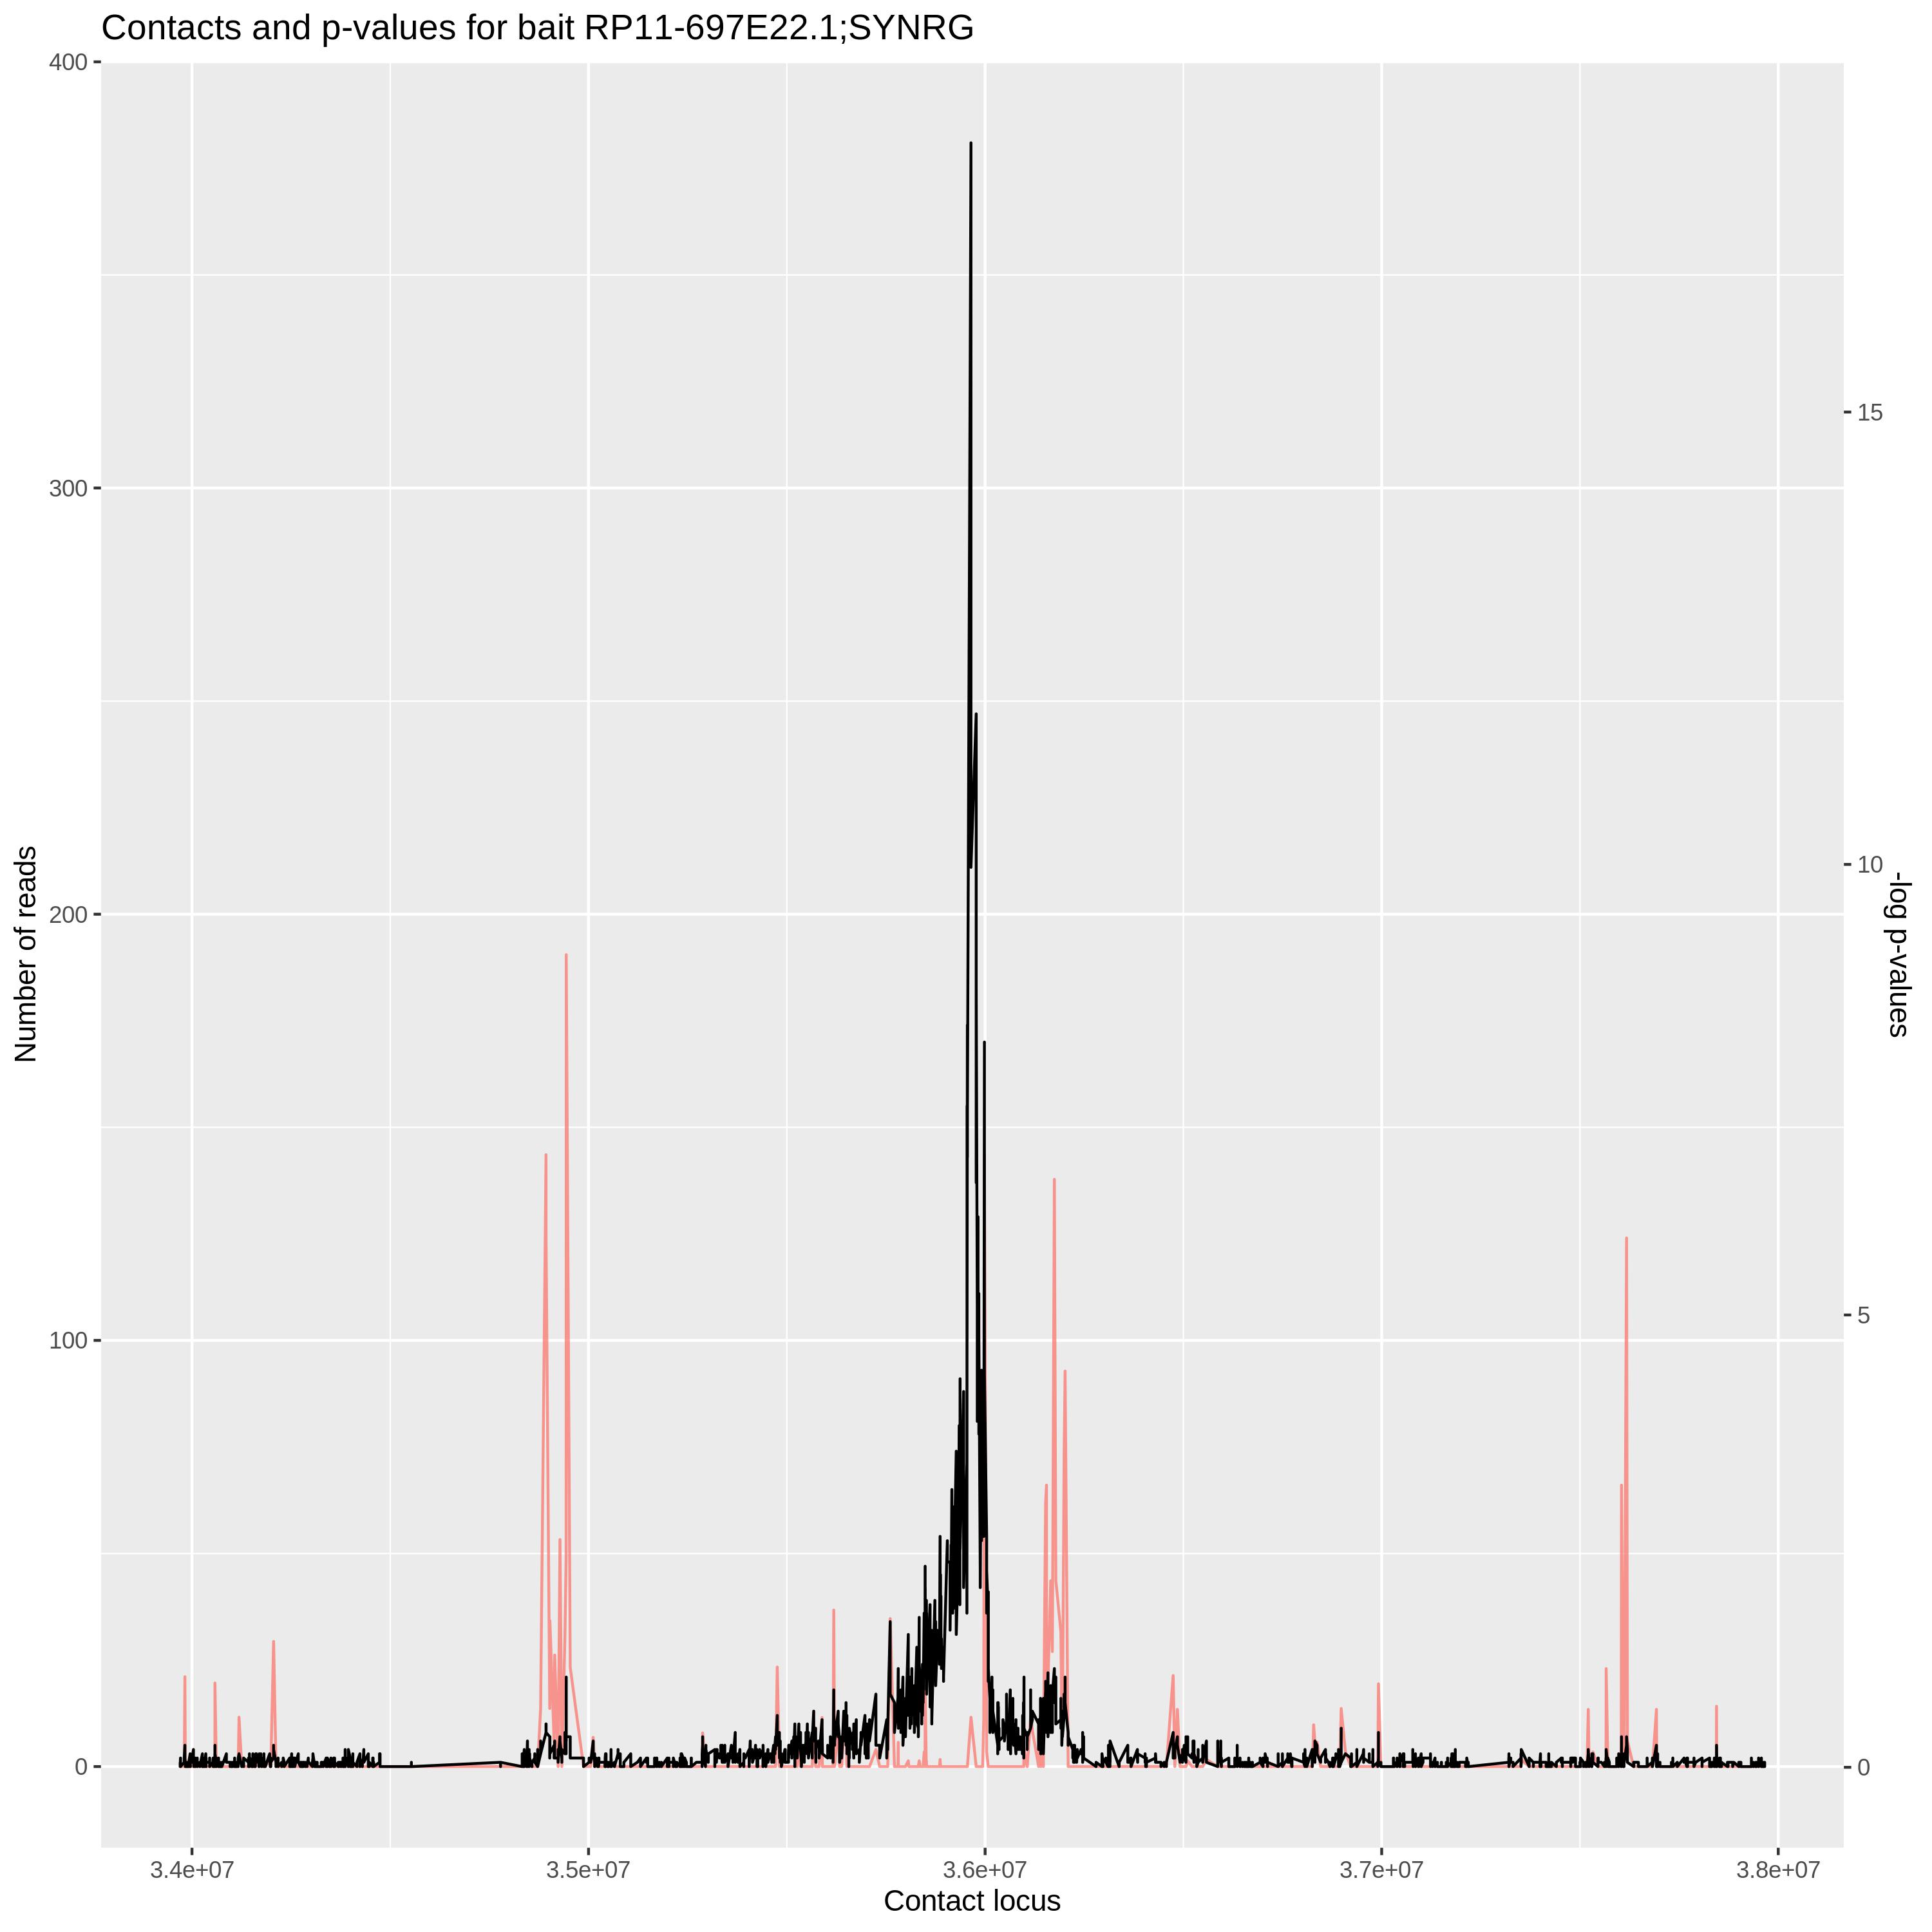 Contacts and p-values for bait RP11-697E22.1;SYNRG
400
300
200
100
0
Number of reads
15
10
5
0
-log p-values
3.4e+07 3.5e+07 3.6e+07 3.7e+07 3.8e+07
Contact locus